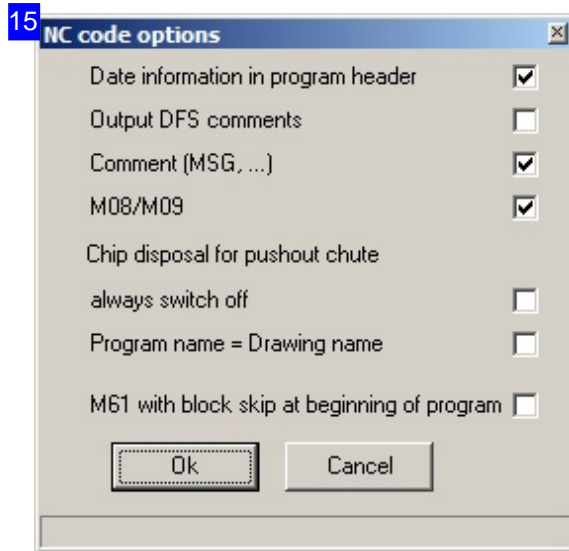 15
NC code options
Date information in program header
Output DFS comments
Comment (MSG, ...)
M08/M09
Chip disposal for pushout chute
always switch off
Program name = Drawing name
M61 with block skip at beginning of program
Ok Cancel